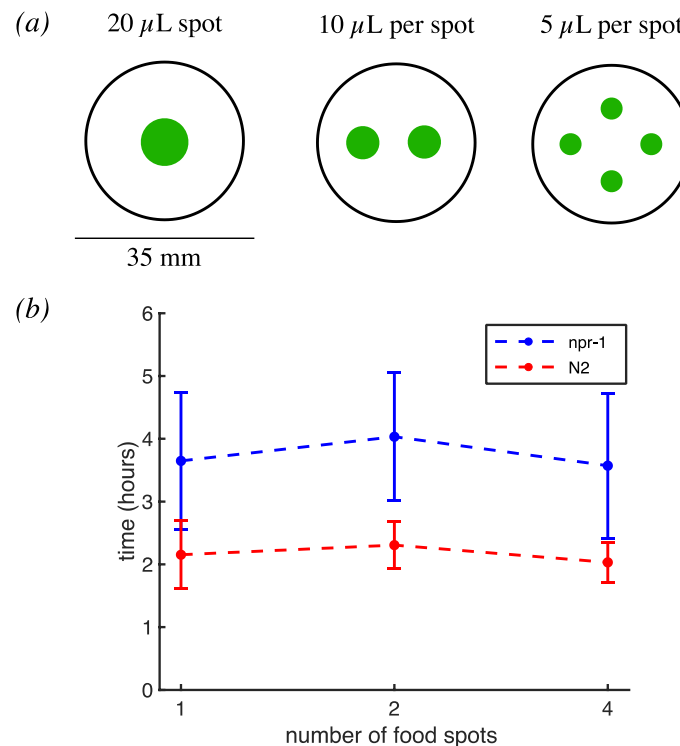 (a)
20 µL spot
10 µL per spot
5 µL per spot
35 mm
(b)
npr-1
N2
6
5
4
3
2
1
0
time (hours)
1
2
4
number of food spots